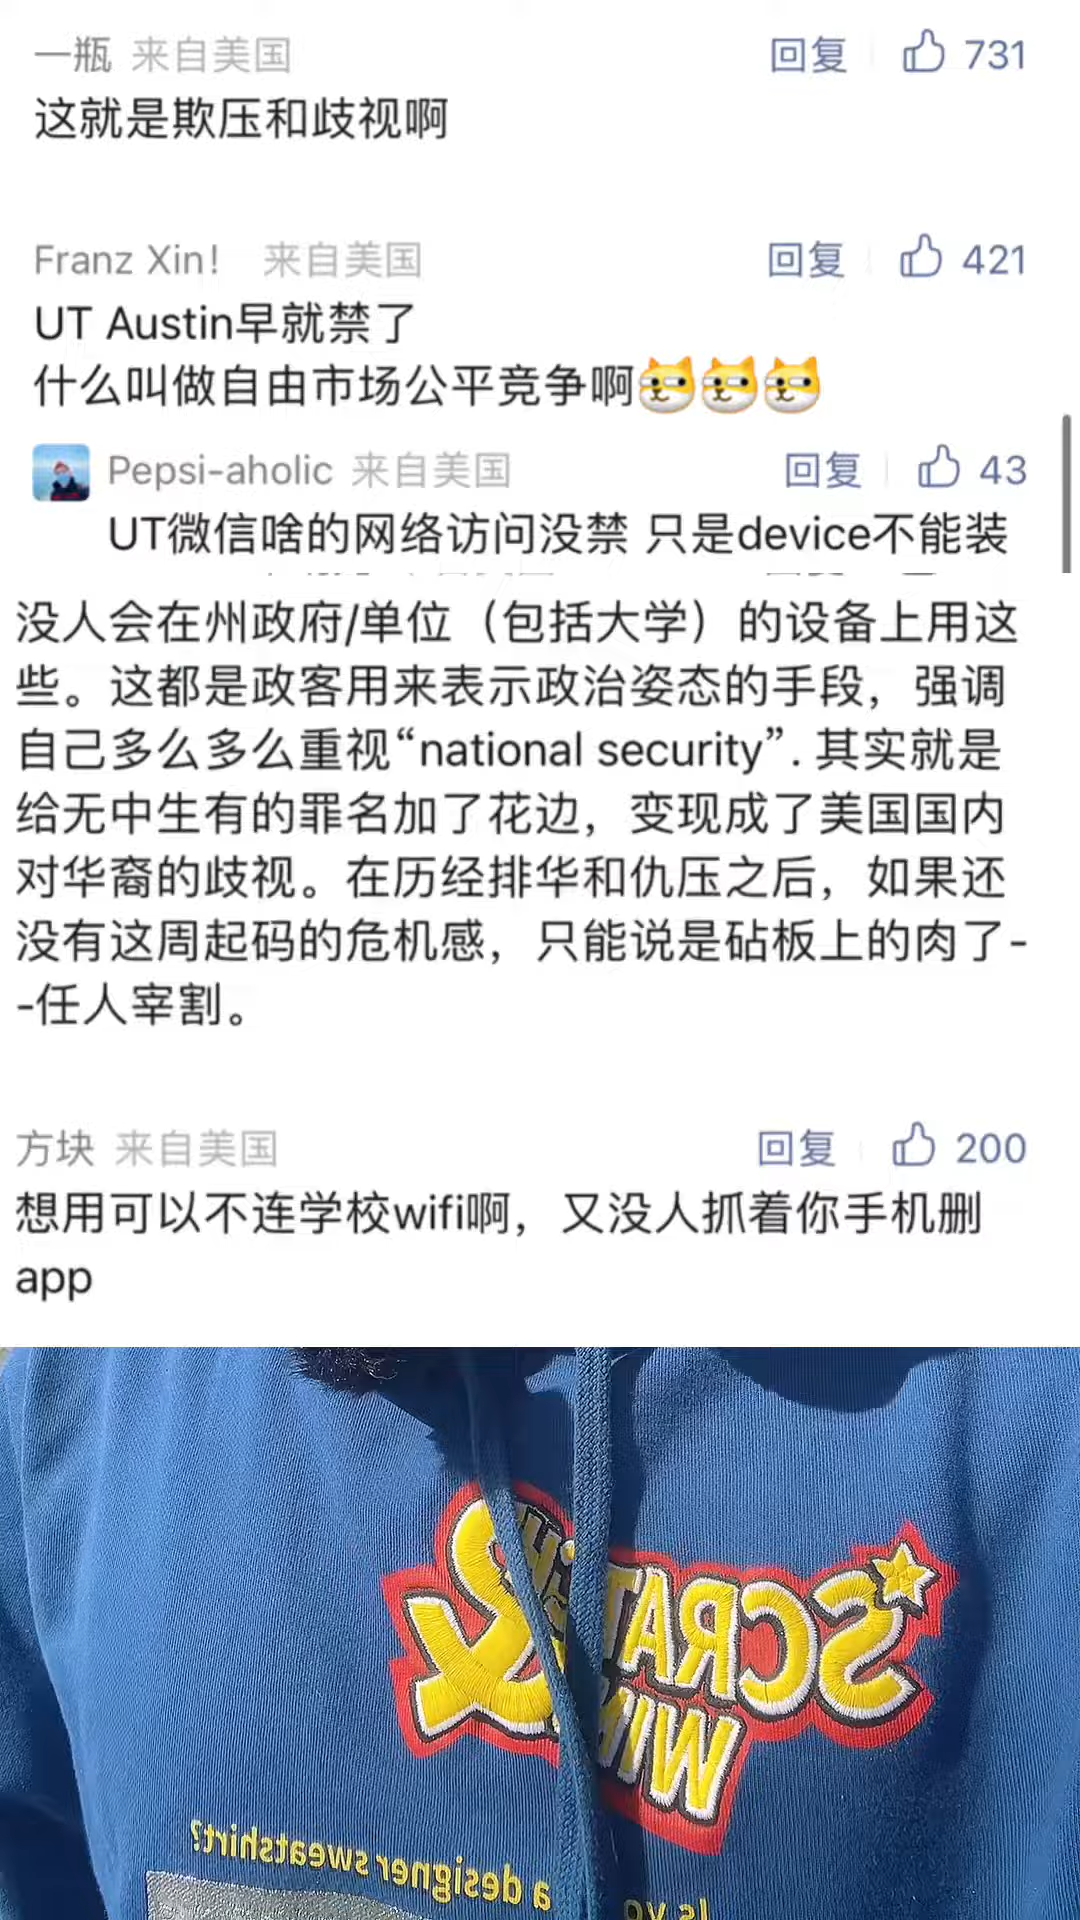 一瓶 来自美国 回复 731
这就是欺压和歧视啊
Franz Xin! 来自美国 回复 421
UT Austin早就禁了
什么叫做自由市场公平竞争啊
Pepsi-aholic 来自美国 回复 43
UT微信啥的网络访问没禁 只是device不能装
没人会在州政府/单位（包括大学）的设备上用这
些。这都是政客用来表示政治姿态的手段，强调
自己多么多么重视“national security”. 其实就是
给无中生有的罪名加了花边，变现成了美国国内
对华裔的歧视。在历经排华和仇压之后，如果还
没有这周起码的危机感，只能说是砧板上的肉了-
-任人宰割。
方块 来自美国 回复 200
想用可以不连学校wifi啊，又没人抓着你手机删
app
SCRAT
&
WIN
a designer sweatshirt?